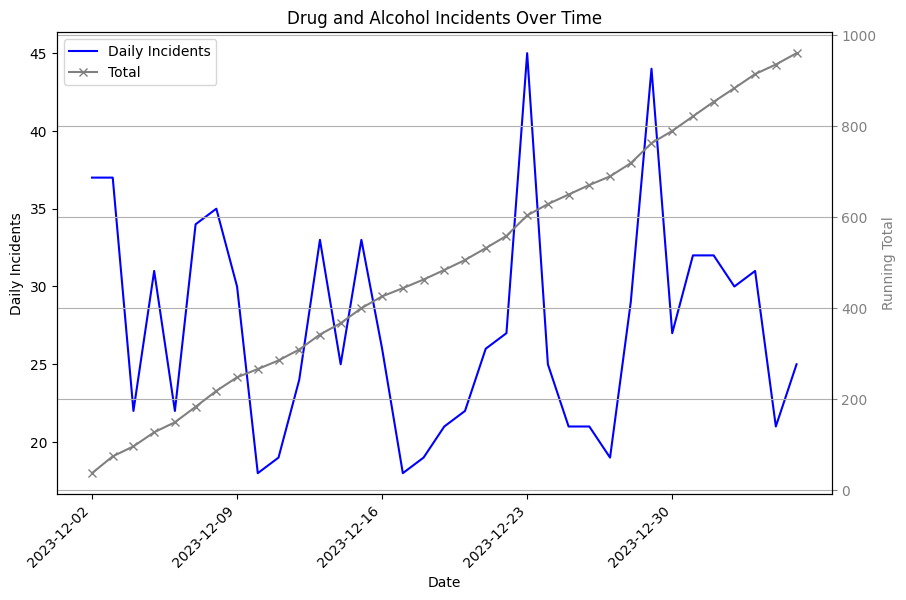 Drug and Alcohol Incidents Over Time
Daily Incidents
Total
45
40
35
30
25
20
Daily Incidents
1000
800
600
400
200
0
Running Total
2023-12-02
2023-12-09
2023-12-16
2023-12-23
2023-12-30
Date